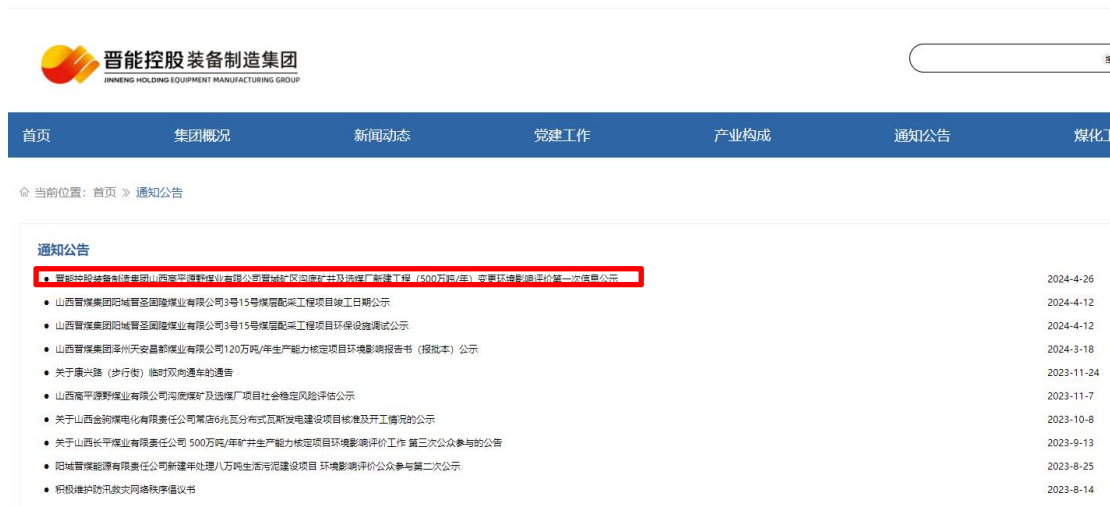 晋能控股装备制造集团
JINNENG HOLDING EQUIPMENT MANUFACTURING GROUP
首页 集团概况 新闻动态 党建工作 产业构成 通知公告 煤化
当前位置：首页 》 通知公告
通知公告
晋能控股装备制造集团山西高平源野煤业有限公司晋城矿区沟底矿井及选煤厂新建工程（500万吨/年）变更环境影响评价第一次信息公示 2024-4-26
山西晋煤集团阳城晋圣固隆煤业有限公司3号15号煤层配采工程项目竣工日期公示 2024-4-12
山西晋煤集团阳城晋圣固隆煤业有限公司3号15号煤层配采工程项目环保设施调试公示 2024-4-12
山西晋煤集团泽州天安昌都煤业有限公司120万吨/年生产能力核定项目环境影响报告书（报批本）公示 2024-3-18
关于康兴路（步行街）临时双向通车的通告 2023-11-24
山西高平源野煤业有限公司沟底煤矿及选煤厂项目社会稳定风险评估公示 2023-11-7
关于山西金驹煤电化有限责任公司常店6兆瓦分布式瓦斯发电建设项目核准及开工情况的公示 2023-10-8
关于山西长平煤业有限责任公司 500万吨/年矿井生产能力核定项目环境影响评价工作 第三次公众参与的公告 2023-9-13
阳城晋煤能源有限责任公司新建年处理八万吨生活污泥建设项目 环境影响评价公众参与第二次公示 2023-8-25
积极维护防汛救灾网络秩序倡议书 2023-8-14